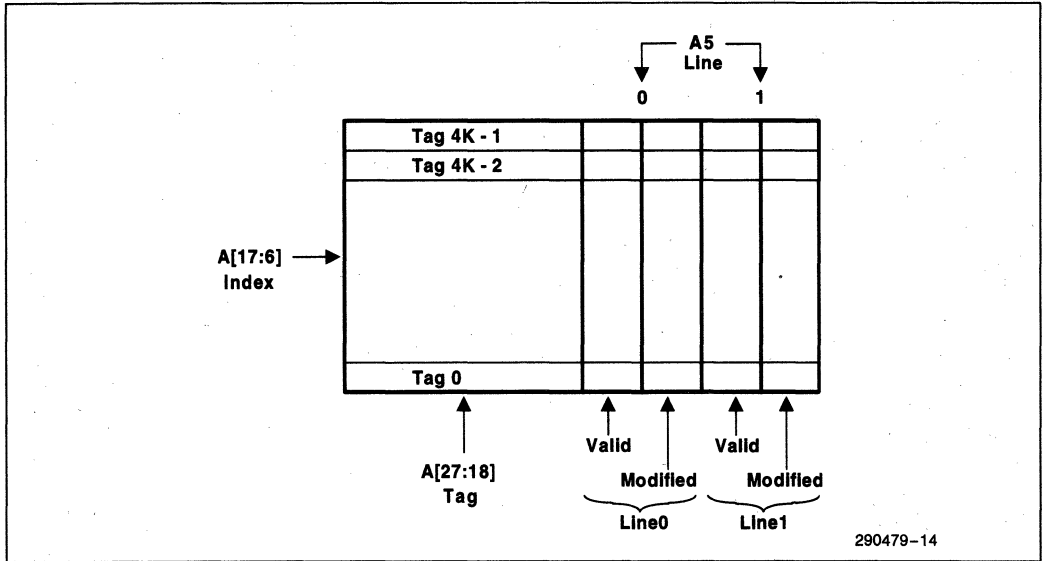 A5
Line
0 1
Tag 4K - 1
Tag 4K - 2
A[17:6]
Index
Tag 0
Valid Valid
A[27:18]
Tag
Modified Modified
Line0 Line1
290479-14